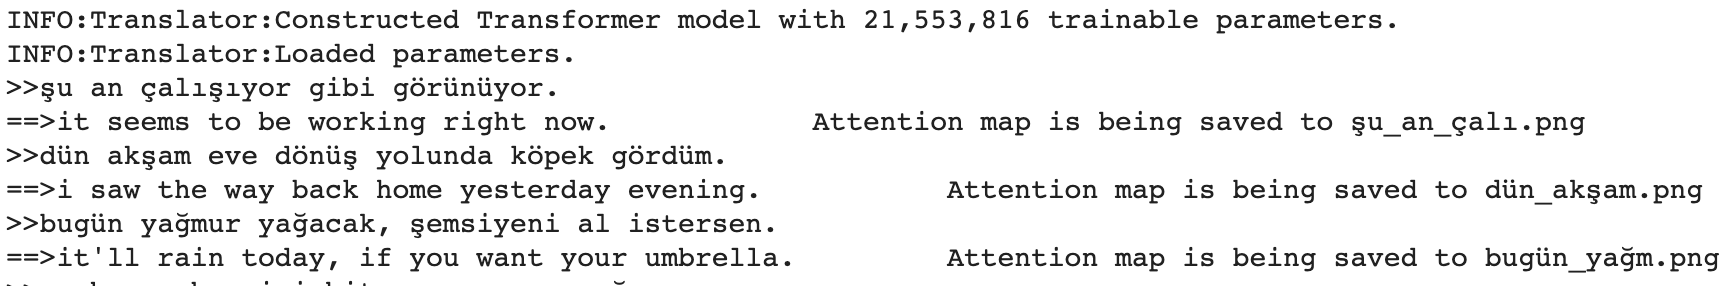 INFO:Translator:Constructed Transformer model with 21,553,816 trainable parameters.
INFO:Translator:Loaded parameters.
>>şu an çalışıyor gibi görünüyor.
==>it seems to be working right now. Attention map is being saved to şu_an_çalı.png
>>dün akşam eve dönüş yolunda köpek gördüm.
==>i saw the way back home yesterday evening. Attention map is being saved to dün_akşam.png
>>bugün yağmur yağacak, şemsiyeni al istersen.
==>it'll rain today, if you want your umbrella. Attention map is being saved to bugün_yağm.png